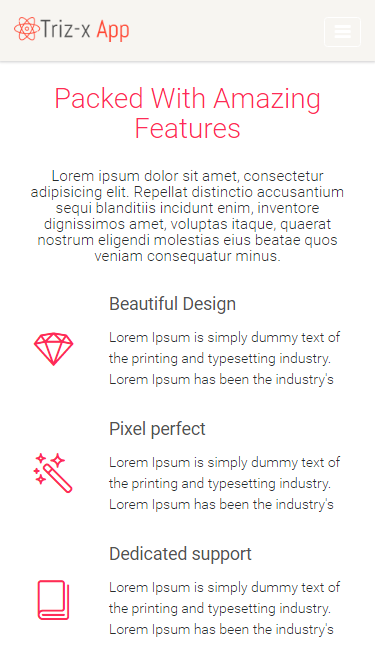 Triz-x App
Packed With Amazing
Features
Lorem ipsum dolor sit amet, consectetur
adipisicing elit. Repellat distinctio accusantium
sequi blanditiis incidunt enim, inventore
dignissimos amet, voluptas itaque, quaerat
nostrum eligendi molestias eius beatae quos
veniam consequatur minus.
Beautiful Design
Lorem Ipsum is simply dummy text of
the printing and typesetting industry.
Lorem Ipsum has been the industry's
Pixel perfect
Lorem Ipsum is simply dummy text of
the printing and typesetting industry.
Lorem Ipsum has been the industry's
Dedicated support
Lorem Ipsum is simply dummy text of
the printing and typesetting industry.
Lorem Ipsum has been the industry's